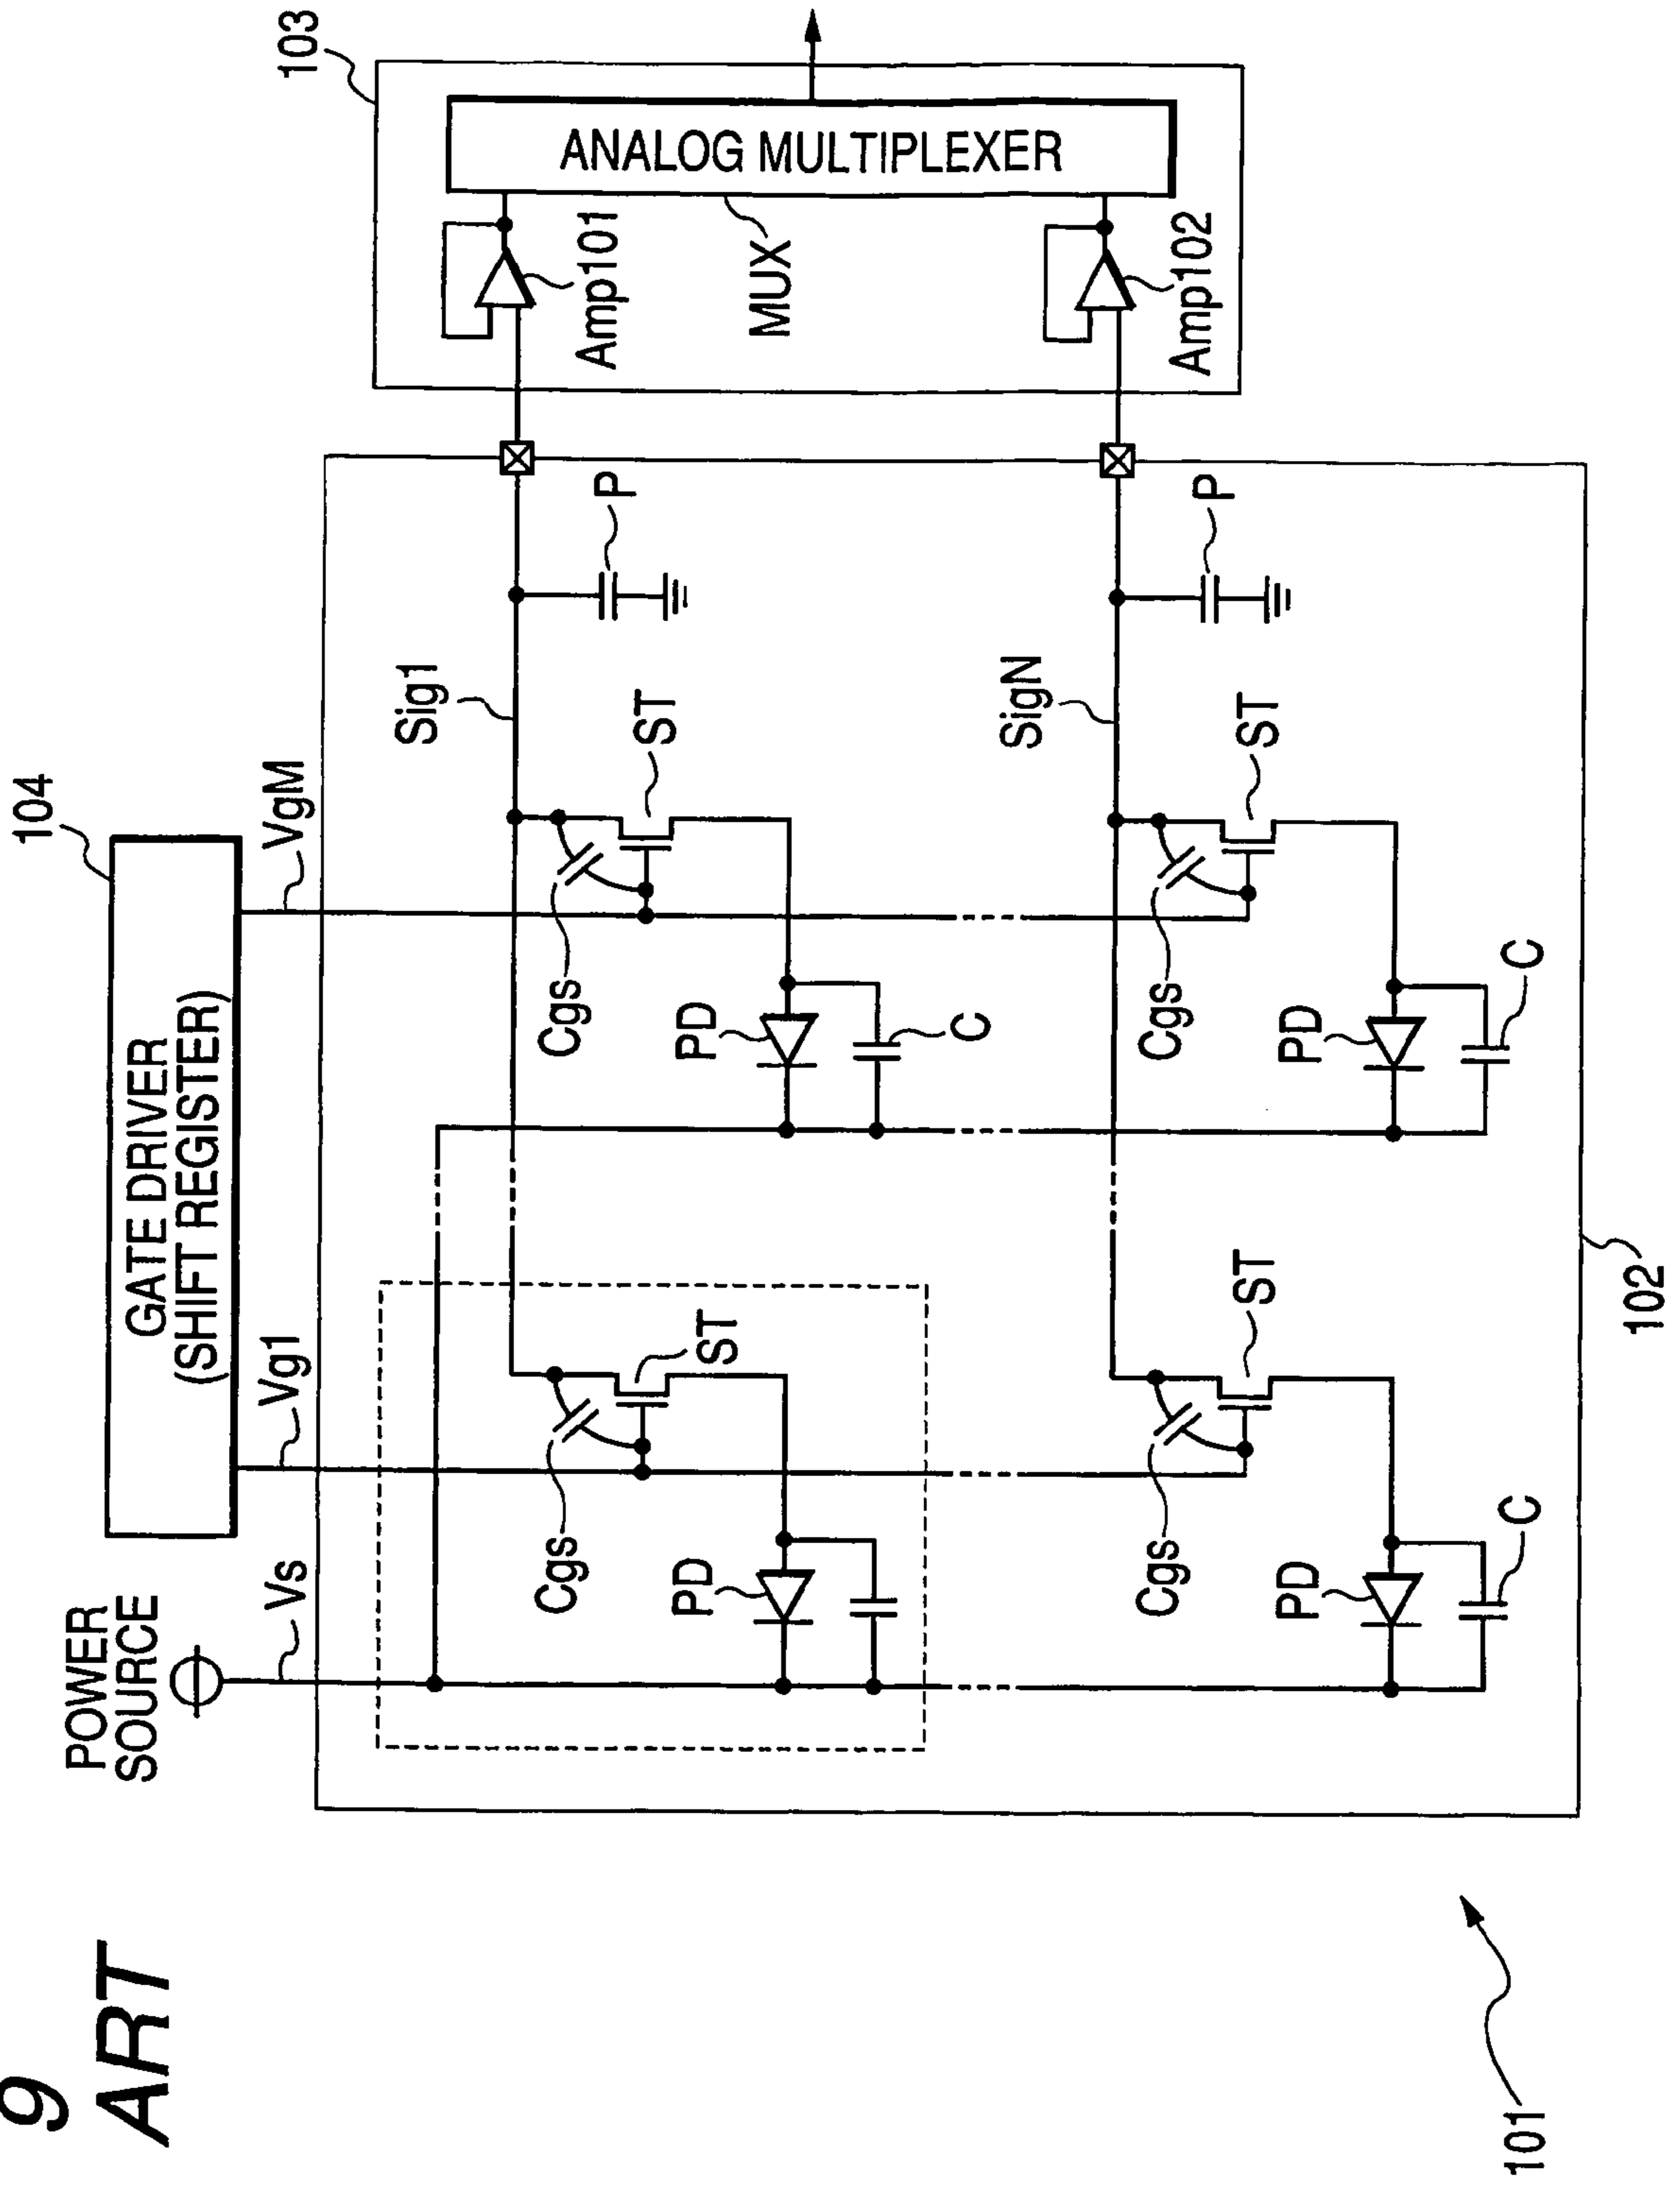 9
ART
104
POWER
SOURCE
GATE DRIVER
(SHIFT REGISTER)
Vs
Vg1
VgM
103
Sig1
Cgs
ST
PD
Cgs
ST
PD
C
P
Amp101
MUX
ANALOG MULTIPLEXER
SigN
Cgs
ST
PD
C
Cgs
ST
PD
C
P
Amp102
101
102